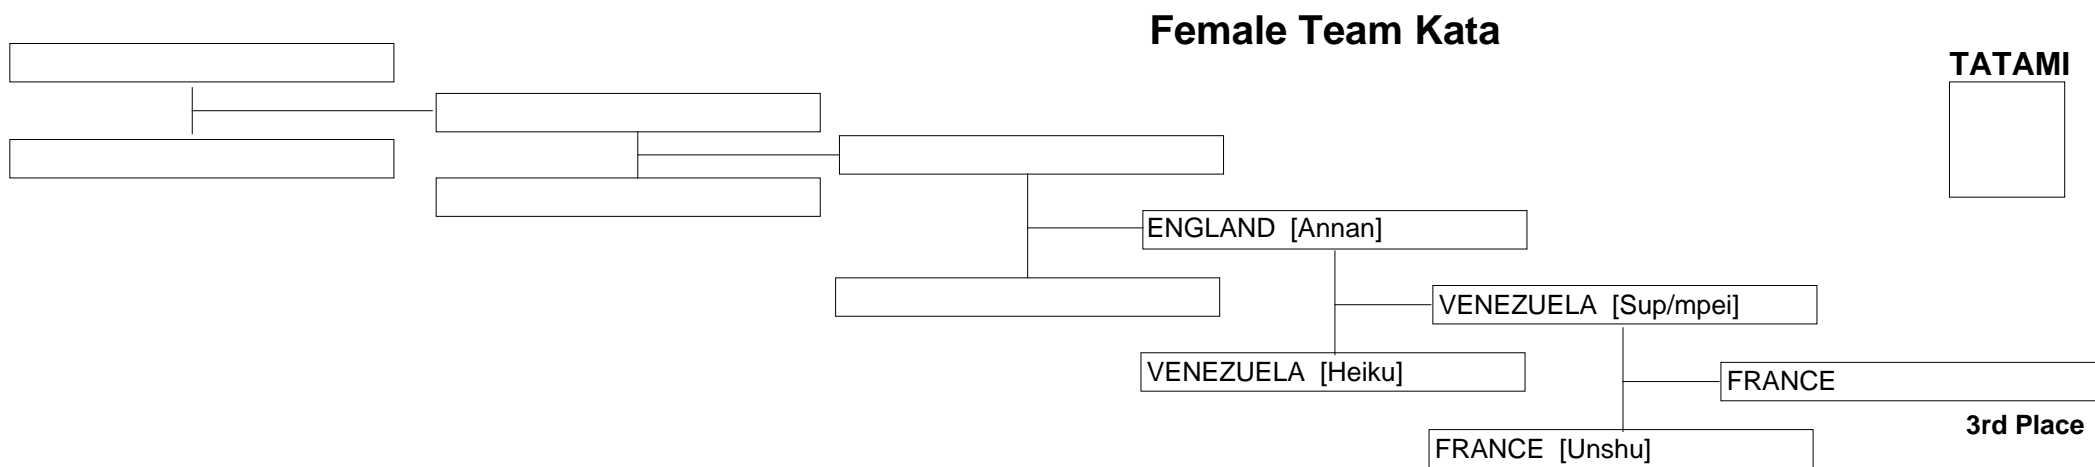 Female Team Kata
TATAMI
ENGLAND [Annan]
VENEZUELA [Sup/mpei]
VENEZUELA [Heiku]
FRANCE
3rd Place
FRANCE [Unshu]